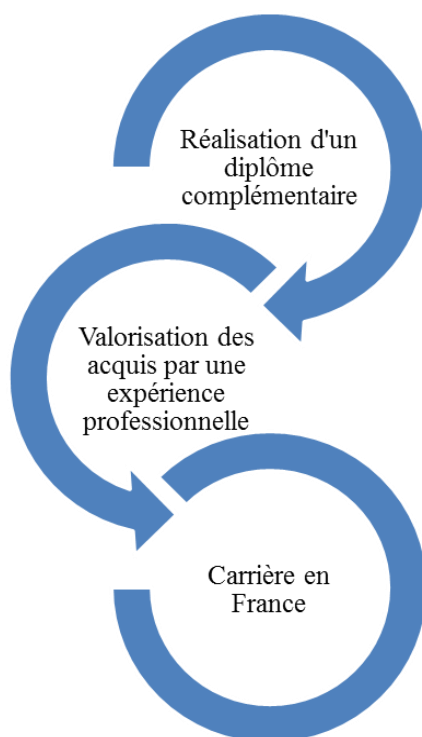 Réalisation d'un
diplôme
complémentaire
Valorisation des
acquis par une
expérience
professionnelle
Carrière en
France